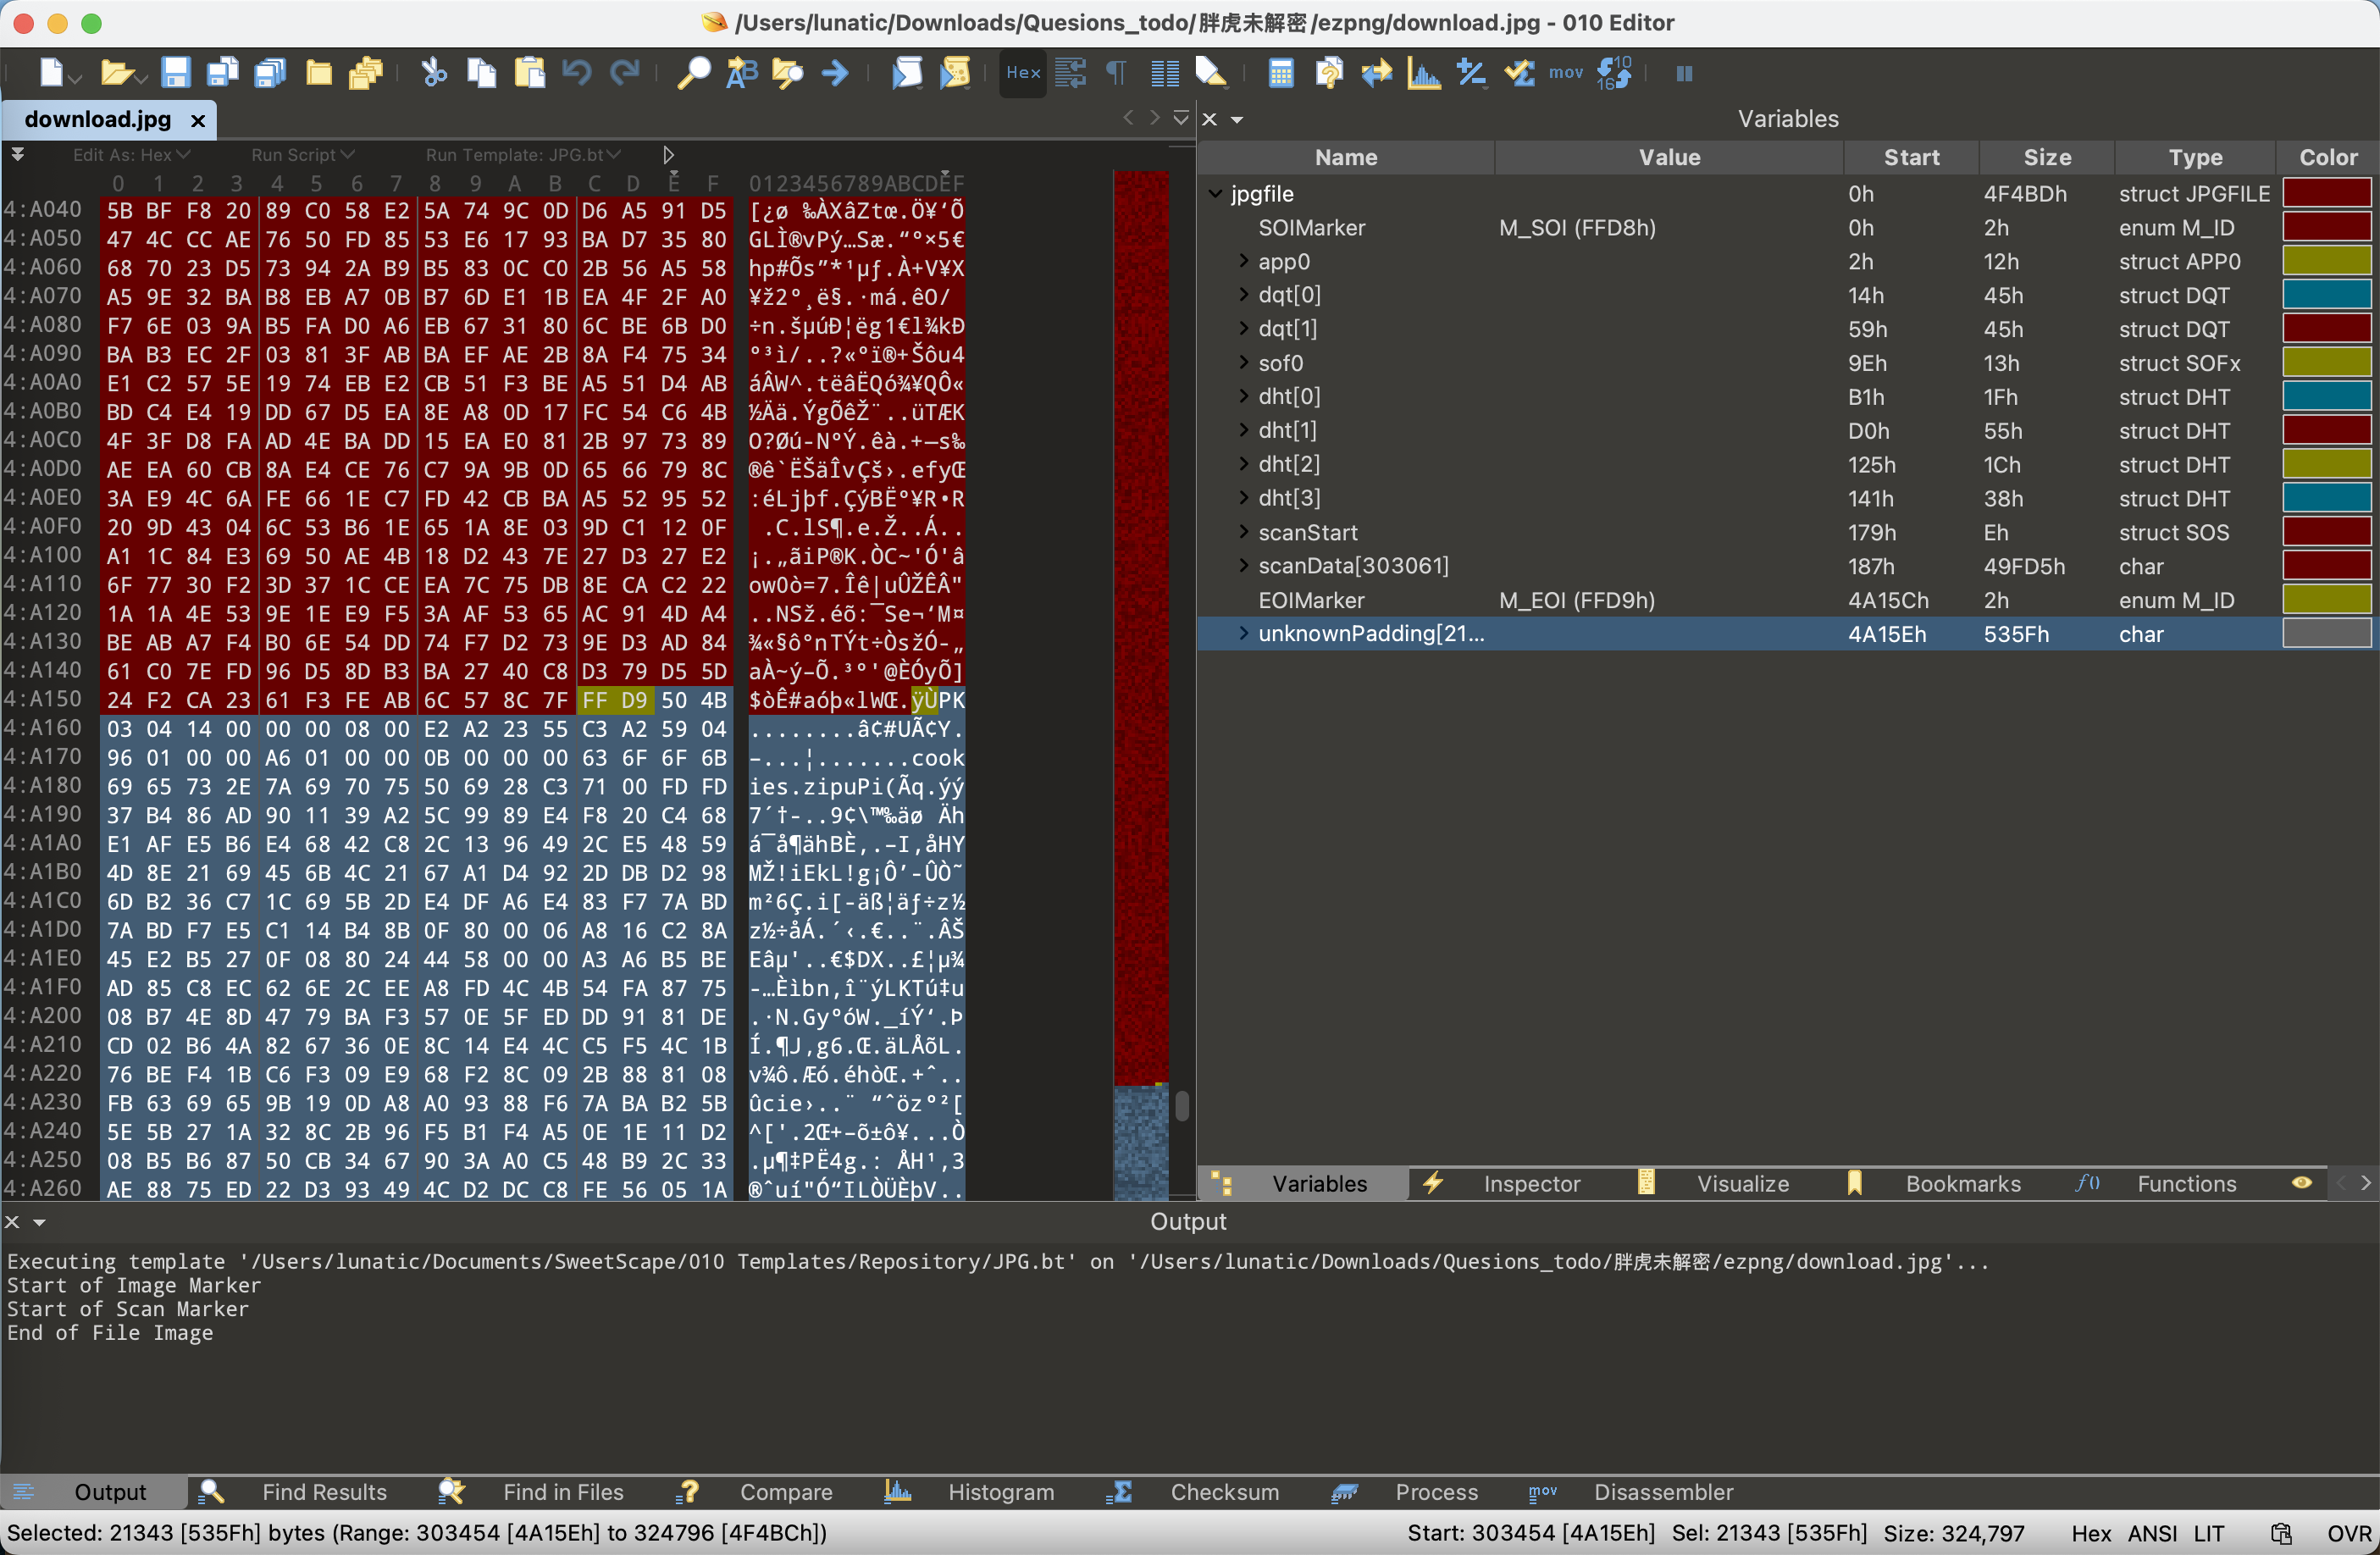 /Users/lunatic/Downloads/Quesions_todo/胖虎未解密/ezpng/download.jpg - 010 Editor
Hex
mov
download.jpg
Edit As: Hex Run Script Run Template: JPG.bt
0 1 2 3 4 5 6 7 8 9 A B C D E F 0123456789ABCDEF
4:A040 5B BF F8 20 89 C0 58 E2 5A 74 9C 0D D6 A5 91 D5 [¿ø ‰ÀXâZtœ.Ö¥‘Õ
4:A050 47 4C CC AE 76 50 FD 85 53 E6 17 93 BA D7 35 80 GLÌ®vPý…Sæ.“º×5€
4:A060 68 70 23 D5 73 94 2A B9 B5 83 0C C0 2B 56 A5 58 hp#Õs”*¹µƒ.À+V¥X
4:A070 A5 9E 32 BA B8 EB A7 0B B7 6D E1 1B EA 4F 2F A0 ¥ž2º¸ë§.·má.êO/
4:A080 F7 6E 03 9A B5 FA D0 A6 EB 67 31 80 6C BE 6B D0 ÷n.šµúÐ¦ëg1€l¾kÐ
4:A090 BA B3 EC 2F 03 81 3F AB BA EF AE 2B 8A F4 75 34 º³ì/..?«ºï®+Šôu4
4:A0A0 E1 C2 57 5E 19 74 EB E2 CB 51 F3 BE A5 51 D4 AB áÂW^.tëâËQó¾¥QÔ«
4:A0B0 BD C4 E4 19 DD 67 D5 EA 8E A8 0D 17 FC 54 C6 4B ½Ää.ÝgÕêŽ¨..üTÆK
4:A0C0 4F 3F D8 FA AD 4E BA DD 15 EA E0 81 2B 97 73 89 O?Øú-NºÝ.êà.+—s‰
4:A0D0 AE EA 60 CB 8A E4 CE 76 C7 9A 9B 0D 65 66 79 8C ®ê`ËŠäÎvÇš›.efyŒ
4:A0E0 3A E9 4C 6A FE 66 1E C7 FD 42 CB BA A5 52 95 52 :éLjþf.ÇýBËº¥R•R
4:A0F0 20 9D 43 04 6C 53 B6 1E 65 1A 8E 03 9D C1 12 0F  .C.lS¶.e.Ž..Á..
4:A100 A1 1C 84 E3 69 50 AE 4B 18 D2 43 7E 27 D3 27 E2 ¡.„ãiP®K.ÒC~'Ó'â
4:A110 6F 77 30 F2 3D 37 1C CE EA 7C 75 DB 8E CA C2 22 ow0ò=7.Îê|uÛŽÊÂ"
4:A120 1A 1A 4E 53 9E 1E E9 F5 3A AF 53 65 AC 91 4D A4 ..NSž.éõ:¯Se¬‘M¤
4:A130 BE AB A7 F4 B0 6E 54 DD 74 F7 D2 73 9E D3 AD 84 ¾«§ô°nTÝt÷ÒsžÓ-„
4:A140 61 C0 7E FD 96 D5 8D B3 BA 27 40 C8 D3 79 D5 5D aÀ~ý–Õ.³º'@ÈÓyÕ]
4:A150 24 F2 CA 23 61 F3 FE AB 6C 57 8C 7F FF D9 50 4B $òÊ#aóþ«lWŒ.ÿÙPK
4:A160 03 04 14 00 00 00 08 00 E2 A2 23 55 C3 A2 59 04 ........â¢#UÃ¢Y.
4:A170 96 01 00 00 A6 01 00 00 0B 00 00 00 63 6F 6F 6B –...¦.......cook
4:A180 69 65 73 2E 7A 69 70 75 50 69 28 C3 71 00 FD FD ies.zipuPi(Ãq.ýý
4:A190 37 B4 86 AD 90 11 39 A2 5C 99 89 E4 F8 20 C4 68 7´†-..9¢\™‰äø Äh
4:A1A0 E1 AF E5 B6 E4 68 42 C8 2C 13 96 49 2C E5 48 59 á¯å¶ähBÈ,.–I,åHY
4:A1B0 4D 8E 21 69 45 6B 4C 21 67 A1 D4 92 2D DB D2 98 MŽ!iEkL!g¡Ô’-ÛÒ˜
4:A1C0 6D B2 36 C7 1C 69 5B 2D E4 DF A6 E4 83 F7 7A BD m²6Ç.i[-äß¦äƒ÷z½
4:A1D0 7A BD F7 E5 C1 14 B4 8B 0F 80 00 06 A8 16 C2 8A z½÷åÁ.´‹.€..¨.ÂŠ
4:A1E0 45 E2 B5 27 0F 08 80 24 44 58 00 00 A3 A6 B5 BE Eâµ'..€$DX..£¦µ¾
4:A1F0 AD 85 C8 EC 62 6E 2C EE A8 FD 4C 4B 54 FA 87 75 -…Èìbn,î¨ýLKTú‡u
4:A200 08 B7 4E 8D 47 79 BA F3 57 0E 5F ED DD 91 81 DE .·N.GyºóW._íÝ‘.Þ
4:A210 CD 02 B6 4A 82 67 36 0E 8C 14 E4 4C C5 F5 4C 1B Í.¶J‚g6.Œ.äLÅõL.
4:A220 76 BE F4 1B C6 F3 09 E9 68 F2 8C 09 2B 88 81 08 v¾ô.Æó.éhòŒ.+ˆ..
4:A230 FB 63 69 65 9B 19 0D A8 A0 93 88 F6 7A BA B2 5B ûcie›..¨ “ˆözº²[
4:A240 5E 5B 27 1A 32 8C 2B 96 F5 B1 F4 A5 0E 1E 11 D2 ^['.2Œ+–õ±ô¥...Ò
4:A250 08 B5 B6 87 50 CB 34 67 90 3A A0 C5 48 B9 2C 33 .µ¶‡PË4g.: ÅH¹,3
4:A260 AE 88 75 ED 22 D3 93 49 4C D2 DC C8 FE 56 05 1A ®ˆuí"Ó“ILÒÜÈþV..
Variables
Name Value Start Size Type Color
jpgfile 0h 4F4BDh struct JPGFILE
SOIMarker M_SOI (FFD8h) 0h 2h enum M_ID
app0 2h 12h struct APP0
dqt[0] 14h 45h struct DQT
dqt[1] 59h 45h struct DQT
sof0 9Eh 13h struct SOFx
dht[0] B1h 1Fh struct DHT
dht[1] D0h 55h struct DHT
dht[2] 125h 1Ch struct DHT
dht[3] 141h 38h struct DHT
scanStart 179h Eh struct SOS
scanData[303061] 187h 49FD5h char
EOIMarker M_EOI (FFD9h) 4A15Ch 2h enum M_ID
unknownPadding[21... 4A15Eh 535Fh char
Variables Inspector Visualize Bookmarks f() Functions
Output
Executing template '/Users/lunatic/Documents/SweetScape/010 Templates/Repository/JPG.bt' on '/Users/lunatic/Downloads/Quesions_todo/胖虎未解密/ezpng/download.jpg'...
Start of Image Marker
Start of Scan Marker
End of File Image
Output Find Results Find in Files Compare Histogram Checksum Process mov Disassembler
Selected: 21343 [535Fh] bytes (Range: 303454 [4A15Eh] to 324796 [4F4BCh]) Start: 303454 [4A15Eh] Sel: 21343 [535Fh] Size: 324,797 Hex ANSI LIT OVR